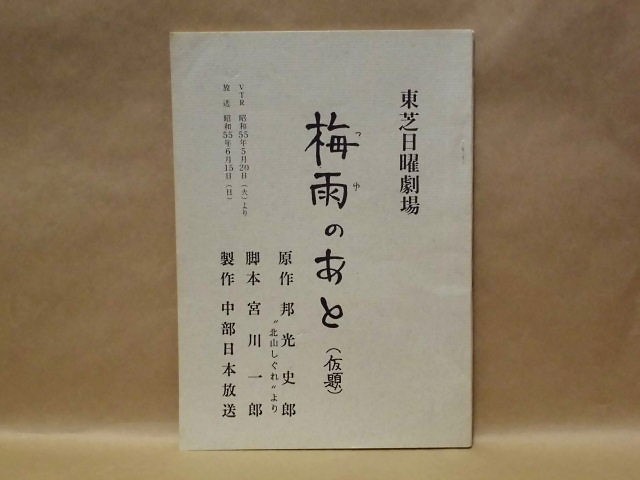 東芝日曜劇場
梅雨のあと(仮題)
つゆ
原作 邦光史郎
〝北山しぐれ〟より
脚本 宮川一郎
製作 中部日本放送
VTR 昭和55年5月20日(火)より
放送 昭和55年6月15日(日)